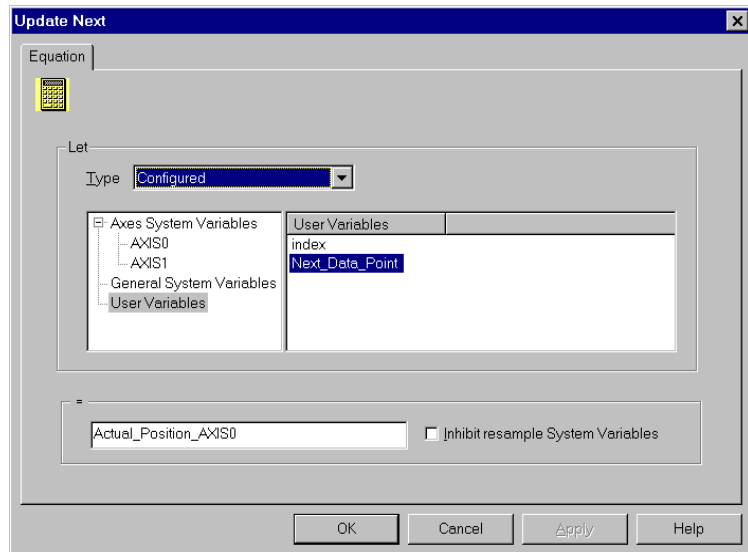 Update Next
Equation
Let
Type Configured
Axes System Variables
AXIS0
AXIS1
General System Variables
User Variables
User Variables
index
Next_Data_Point
=
Actual_Position_AXIS0
Inhibit resample System Variables
OK Cancel Apply Help